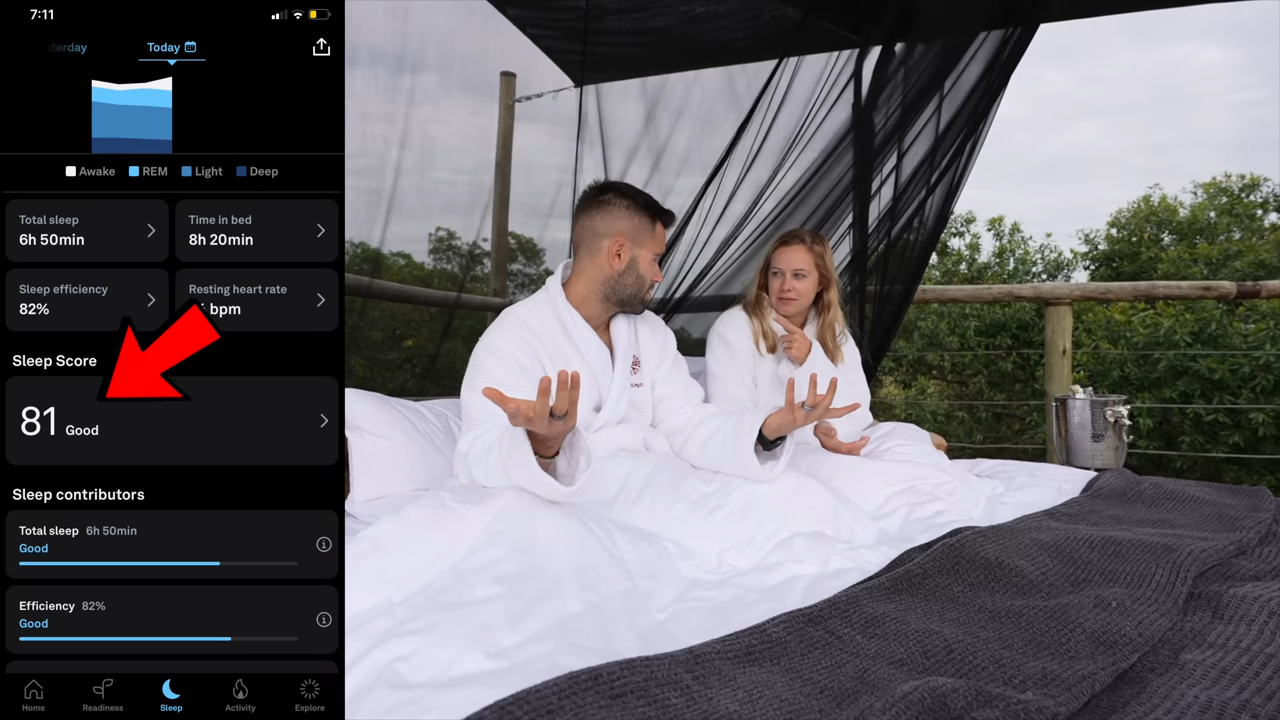 7:11
Today
Awake REM Light Deep
Total sleep
6h 50min
Time in bed
8h 20min
Sleep efficiency
82%
Resting heart rate
bpm
Sleep Score
81 Good
Sleep contributors
Total sleep 6h 50min
Good
Efficiency 82%
Good
Home Readiness Sleep Activity Explore